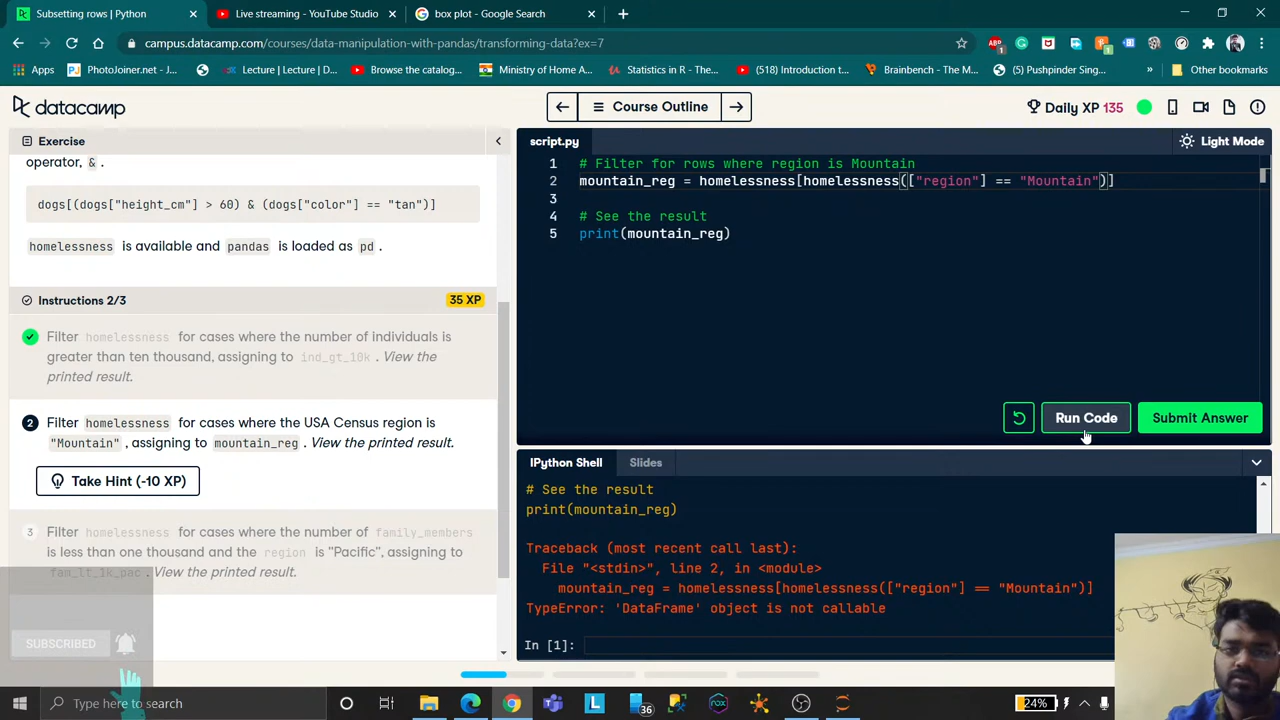 Subsetting rows | Python
Live streaming - YouTube Studio
box plot - Google Search
campus.datacamp.com/courses/data-manipulation-with-pandas/transforming-data?ex=7
Apps
PhotoJoiner.net - J...
Lecture | Lecture | D...
Browse the catalog...
Ministry of Home A...
Statistics in R - The...
(518) Introduction t...
Brainbench - The M...
(5) Pushpinder Sing...
»
Other bookmarks
datacamp
Course Outline
Daily XP 135
Exercise
operator, & .
dogs[(dogs["height_cm"] > 60) & (dogs["color"] == "tan")]
homelessness is available and pandas is loaded as pd .
Instructions 2/3
35 XP
Filter homelessness for cases where the number of individuals is
greater than ten thousand, assigning to ind_gt_10k . View the
printed result.
2
Filter homelessness for cases where the USA Census region is
"Mountain" , assigning to mountain_reg . View the printed result.
Take Hint (-10 XP)
3
Filter homelessness for cases where the number of family_members
is less than one thousand and the region is "Pacific", assigning to
fam_lt_1k_pac . View the printed result.
SUBSCRIBED
script.py
Light Mode
1 # Filter for rows where region is Mountain
2 mountain_reg = homelessness[homelessness(["region"] == "Mountain")]
3
4 # See the result
5 print(mountain_reg)
Run Code
Submit Answer
IPython Shell
Slides
# See the result
print(mountain_reg)
Traceback (most recent call last):
File "<stdin>", line 2, in <module>
mountain_reg = homelessness[homelessness(["region"] == "Mountain")]
TypeError: 'DataFrame' object is not callable
In [1]:
Type here to search
36
24%